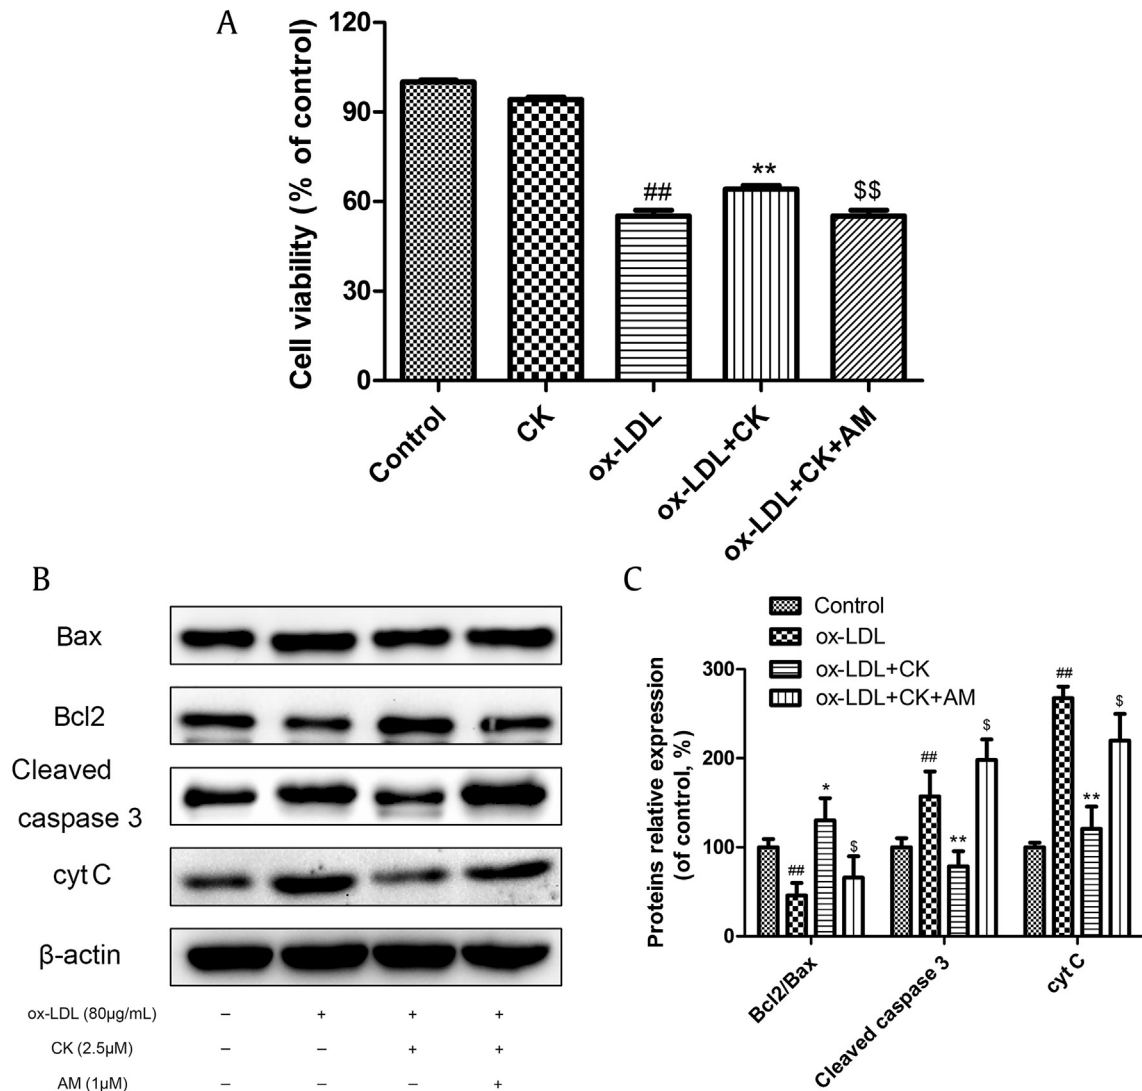 A
Cell viability (% of control)
120
90
60
30
0
##
**
$$
Control
CK
ox-LDL
ox-LDL+CK
ox-LDL+CK+AM
B
Bax
Bcl2
Cleaved
caspase 3
cyt C
β-actin
ox-LDL (80μg/mL) – + + +
CK (2.5μM) – – + +
AM (1μM) – – – +
C
Control
ox-LDL
ox-LDL+CK
ox-LDL+CK+AM
Proteins relative expression
(of control, %)
300
200
100
0
## * $
## ** $
## ** $
Bcl2/Bax
Cleaved caspase 3
cyt C